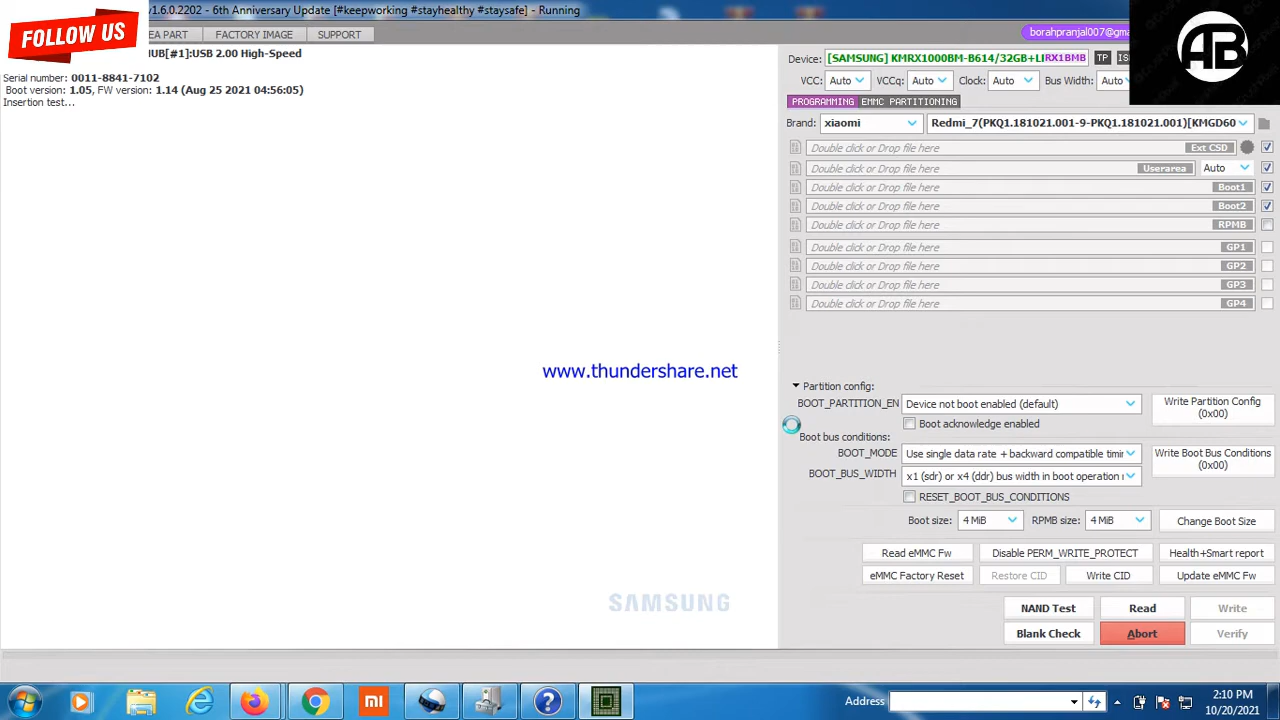 v1.6.0.2202 - 6th Anniversary Update [#keepworking #stayhealthy #staysafe] - Running
FOLLOW US
EA PART
FACTORY IMAGE
SUPPORT
borahpranjal007@gma
AB
HUB[#1]:USB 2.00 High-Speed
Serial number: 0011-8841-7102
Boot version: 1.05, FW version: 1.14 (Aug 25 2021 04:56:05)
Insertion test...
Device: [SAMSUNG] KMRX1000BM-B614/32GB+LI RX1BMB TP IS
VCC: Auto VCCq: Auto Clock: Auto Bus Width: Auto
PROGRAMMING EMMC PARTITIONING
Brand: xiaomi Redmi_7(PKQ1.181021.001-9-PKQ1.181021.001)[KMGD60
Double click or Drop file here Ext CSD
Double click or Drop file here Userarea Auto
Double click or Drop file here Boot1
Double click or Drop file here Boot2
Double click or Drop file here RPMB
Double click or Drop file here GP1
Double click or Drop file here GP2
Double click or Drop file here GP3
Double click or Drop file here GP4
www.thundershare.net
Partition config:
BOOT_PARTITION_EN Device not boot enabled (default) Write Partition Config
(0x00)
Boot acknowledge enabled
Boot bus conditions:
BOOT_MODE Use single data rate + backward compatible timir Write Boot Bus Conditions
(0x00)
BOOT_BUS_WIDTH x1 (sdr) or x4 (ddr) bus width in boot operation
RESET_BOOT_BUS_CONDITIONS
Boot size: 4 MiB RPMB size: 4 MiB Change Boot Size
Read eMMC Fw Disable PERM_WRITE_PROTECT Health+Smart report
eMMC Factory Reset Restore CID Write CID Update eMMC Fw
SAMSUNG
NAND Test Read Write
Blank Check Abort Verify
Address
2:10 PM
10/20/2021